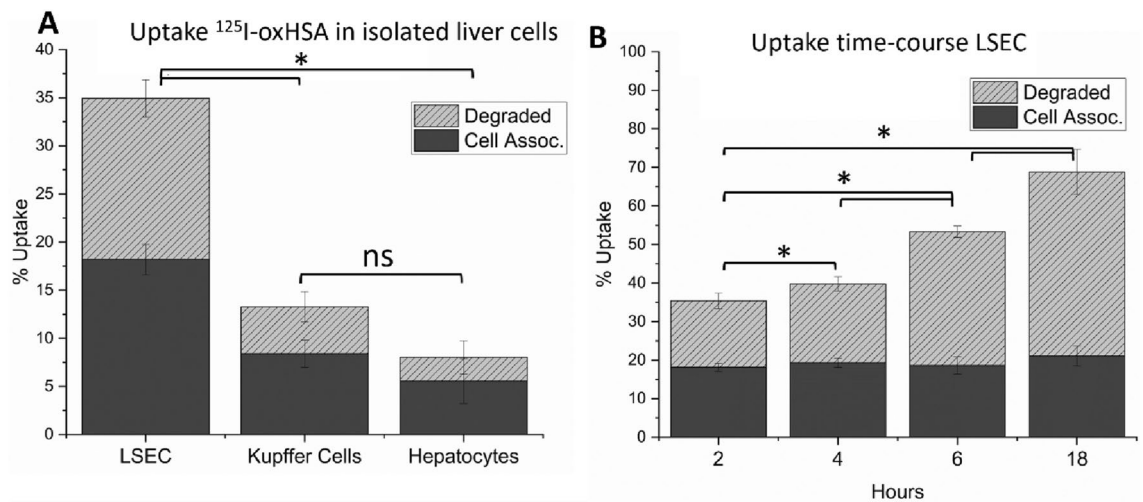 A
Uptake ¹²⁵I-oxHSA in isolated liver cells
40
35
30
25
20
15
10
5
0
% Uptake
*
ns
Degraded
Cell Assoc.
LSEC
Kupffer Cells
Hepatocytes
B
Uptake time-course LSEC
100
90
80
70
60
50
40
30
20
10
0
% Uptake
Degraded
Cell Assoc.
*
*
*
2
4
6
18
Hours